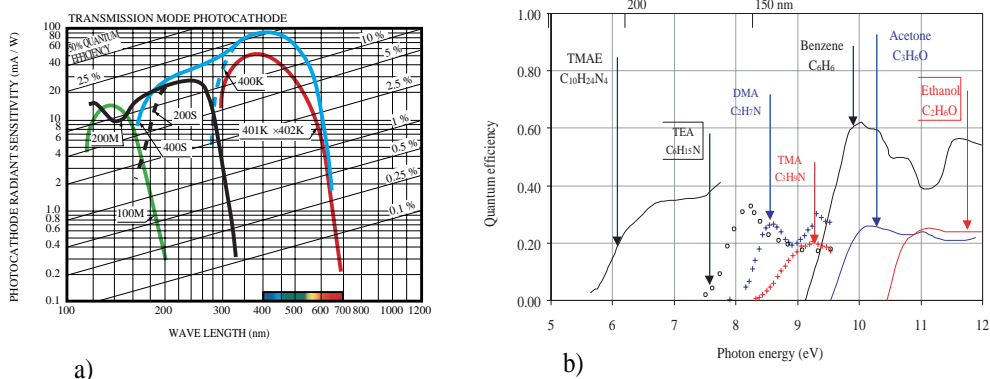 TRANSMISSION MODE PHOTOCATHODE
PHOTOCATHODE RADIANT SENSITIVITY (mA / W)
100
80
60
40
20
10
8
6
4
2
1.0
0.8
0.6
0.4
0.2
0.1
50% QUANTUM
EFFICIENCY
25 %
10 %
5 %
2.5 %
1 %
0.5 %
0.25 %
0.1 %
400K
200S
200M
400S
401K ×402K
100M
100 200 300 400 500 600 700 800 1000 1200
WAVE LENGTH (nm)
a)
200
150 nm
Quantum efficiency
1.00
0.80
0.60
0.40
0.20
0.00
TMAE
C10H24N4
TEA
C6H15N
DMA
C2H7N
TMA
C3H9N
Benzene
C6H6
Acetone
C3H6O
Ethanol
C2H6O
5 6 7 8 9 10 11 12
Photon energy (eV)
b)